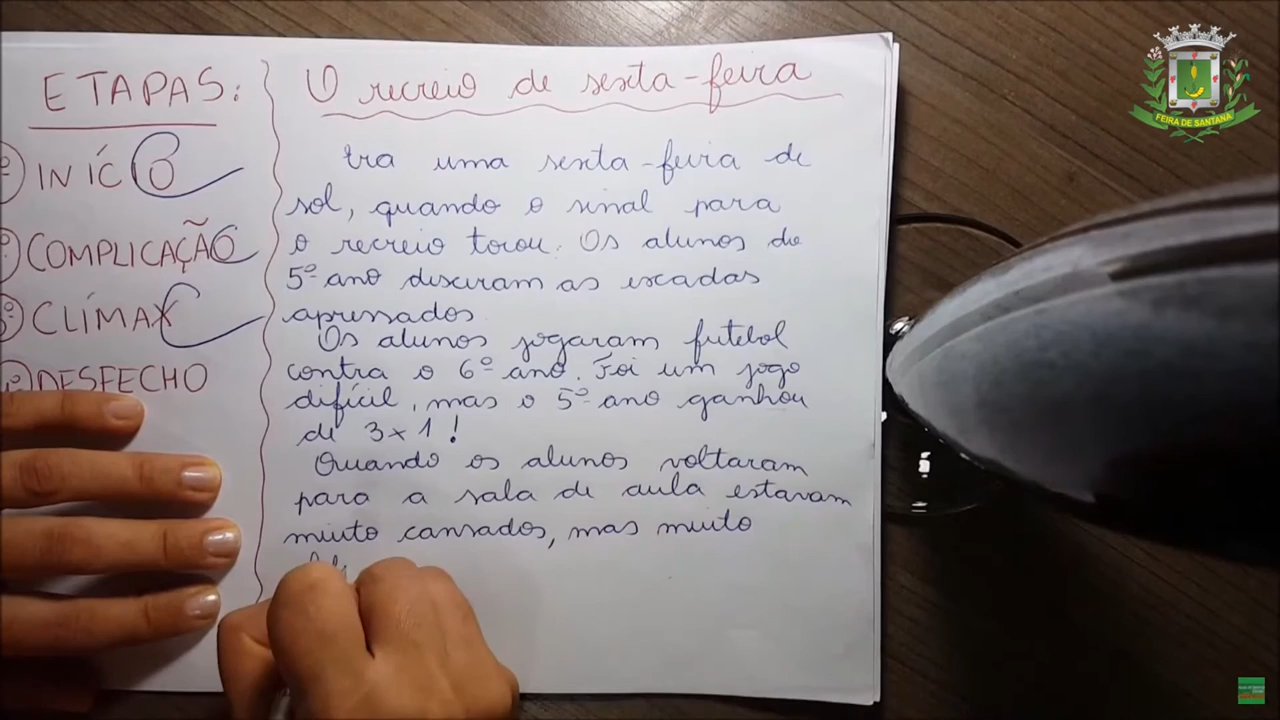 ETAPAS:
INÍCIO
COMPLICAÇÃO
CLÍMAX
DESFECHO
O recreio de sexta-feira
Era uma sexta-feira de
sol, quando o sinal para
o recreio tocou. Os alunos do
5º ano desceram as escadas
apressados
Os alunos jogaram futebol
contra o 6º ano. Foi um jogo
difícil, mas o 5º ano ganhou
de 3x1!
Quando os alunos voltaram
para a sala de aula estavam
muito cansados, mas muito
FEIRA DE SANTANA